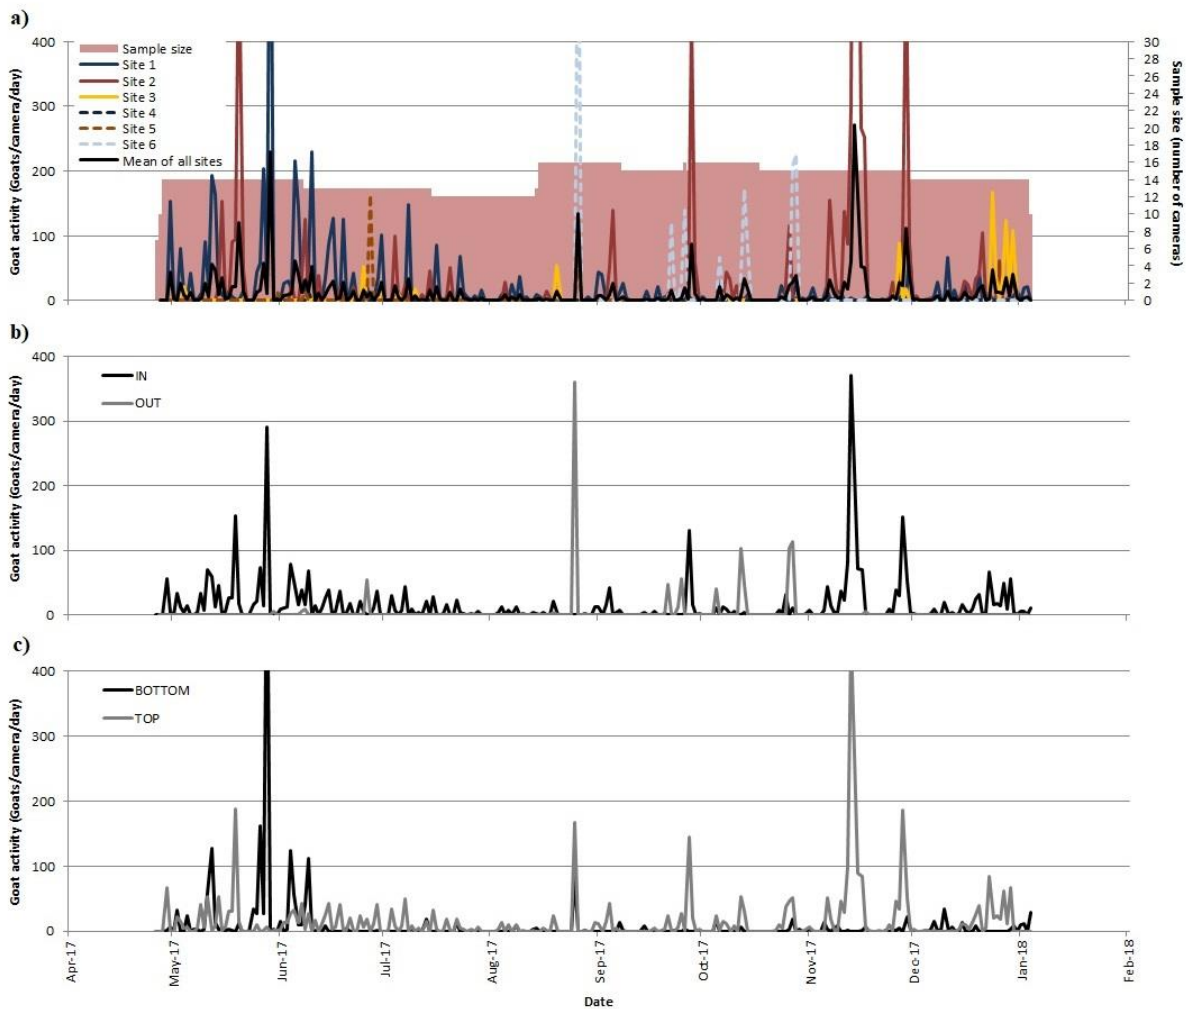 a)
400
300
200
100
0
Goat activity (Goats/camera/day)
Sample size
Site 1
Site 2
Site 3
Site 4
Site 5
Site 6
Mean of all sites
30
28
26
24
22
20
18
16
14
12
10
8
6
4
2
0
Sample size (number of cameras)
b)
400
300
200
100
0
Goat activity (Goats/camera/day)
IN
OUT
c)
400
300
200
100
0
Goat activity (Goats/camera/day)
BOTTOM
TOP
Apr-17
May-17
Jun-17
Jul-17
Aug-17
Sep-17
Oct-17
Nov-17
Dec-17
Jan-18
Feb-18
Date